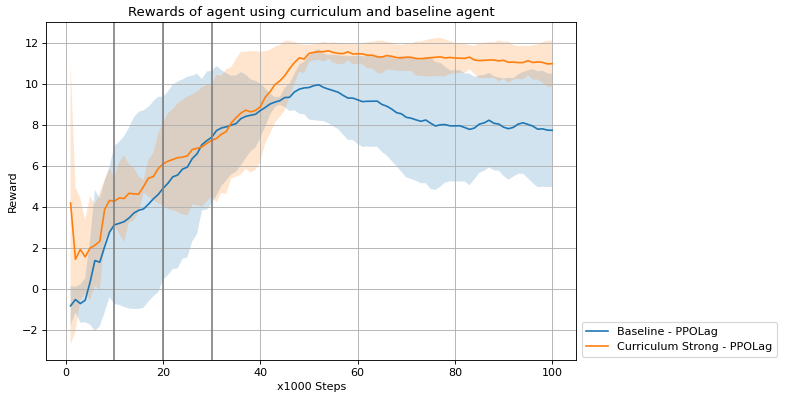 Rewards of agent using curriculum and baseline agent
Reward
12
10
8
6
4
2
0
−2
0 20 40 60 80 100
x1000 Steps
Baseline - PPOLag
Curriculum Strong - PPOLag